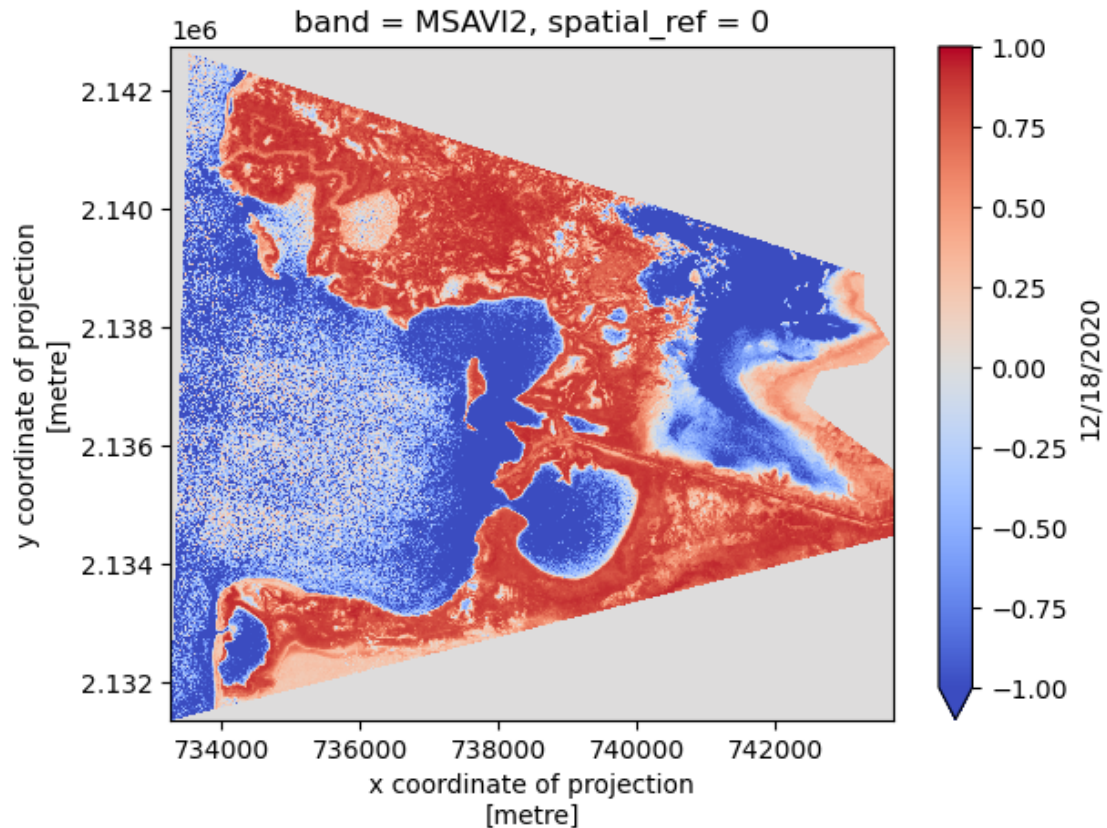 band = MSAVI2, spatial_ref = 0
1e6
2.142
2.140
2.138
2.136
2.134
2.132
y coordinate of projection
[metre]
734000 736000 738000 740000 742000
x coordinate of projection
[metre]
1.00
0.75
0.50
0.25
0.00
−0.25
−0.50
−0.75
−1.00
12/18/2020